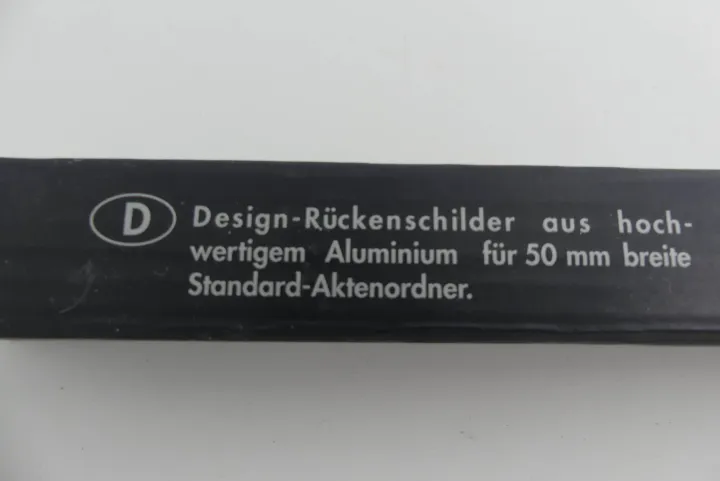 D
Design-Rückenschilder aus hoch-
wertigem Aluminium für 50 mm breite
Standard-Aktenordner.